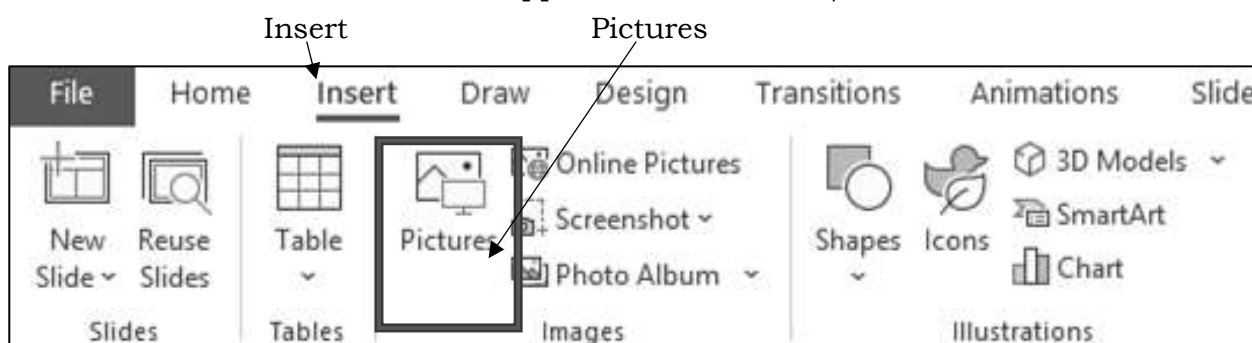 Insert Pictures
File Home Insert Draw Design Transitions Animations Slide
Online Pictures 3D Models
Screenshot SmartArt
New Reuse Table Pictures Shapes Icons
Slide Slides Photo Album Chart
Slides Tables Images Illustrations